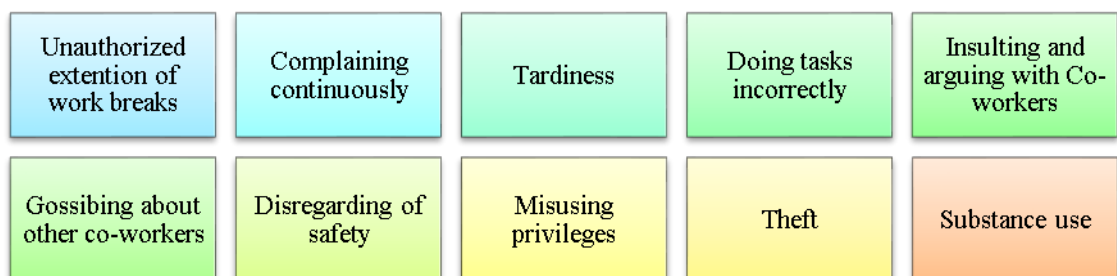 Unauthorized
extention of
work breaks
Complaining
continuously
Tardiness
Doing tasks
incorrectly
Insulting and
arguing with Co-
workers
Gossibing about
other co-workers
Disregarding of
safety
Misusing
privileges
Theft
Substance use